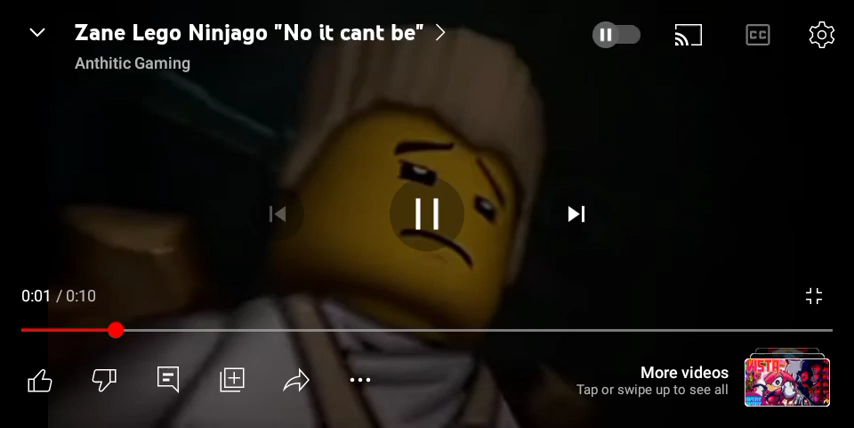 Zane Lego Ninjago "No it cant be"
Anthitic Gaming
CC
0:01 / 0:10
More videos
Tap or swipe up to see all